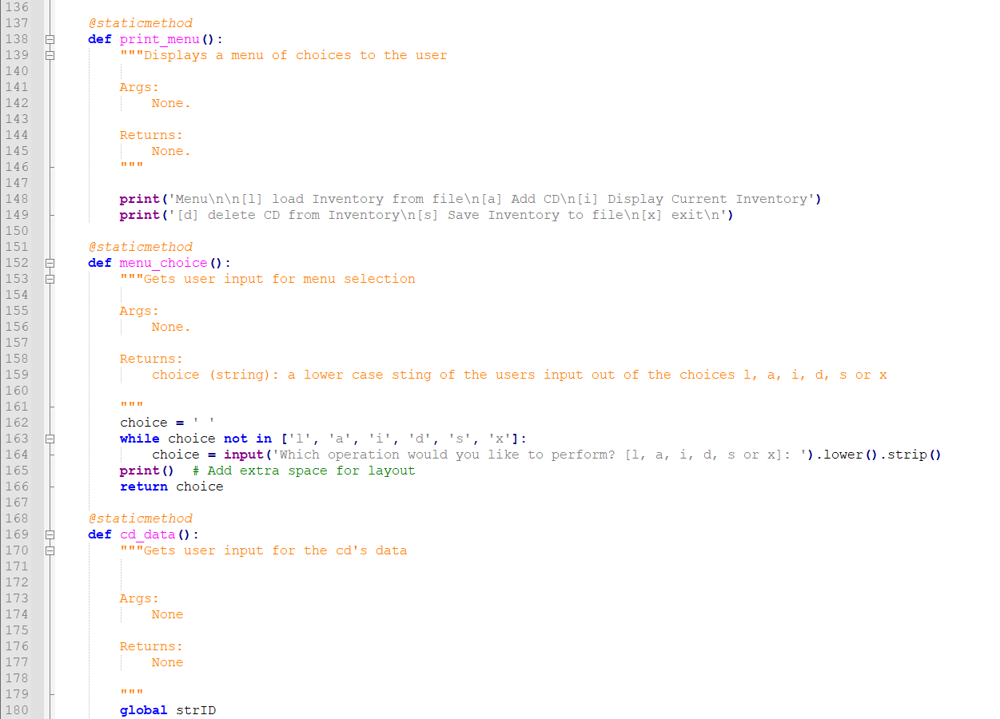 136
137 @staticmethod
138 def print_menu():
139 """Displays a menu of choices to the user
140
141 Args:
142 None.
143
144 Returns:
145 None.
146 """
147
148 print('Menu\n\n[l] load Inventory from file\n[a] Add CD\n[i] Display Current Inventory')
149 print('[d] delete CD from Inventory\n[s] Save Inventory to file\n[x] exit\n')
150
151 @staticmethod
152 def menu_choice():
153 """Gets user input for menu selection
154
155 Args:
156 None.
157
158 Returns:
159 choice (string): a lower case sting of the users input out of the choices l, a, i, d, s or x
160
161 """
162 choice = ' '
163 while choice not in ['l', 'a', 'i', 'd', 's', 'x']:
164 choice = input('Which operation would you like to perform? [l, a, i, d, s or x]: ').lower().strip()
165 print()  # Add extra space for layout
166 return choice
167
168 @staticmethod
169 def cd_data():
170 """Gets user input for the cd's data
171
172
173 Args:
174 None
175
176 Returns:
177 None
178
179 """
180 global strID